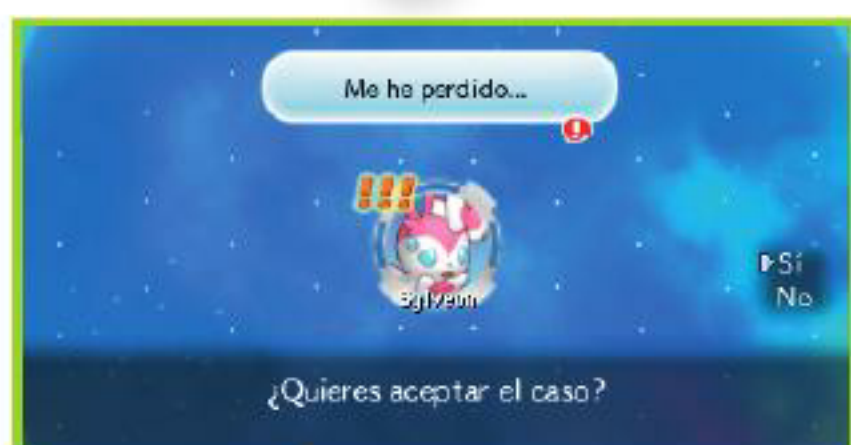 Me he perdido...
!!!
Sylveon
Sí
No
¿Quieres aceptar el caso?